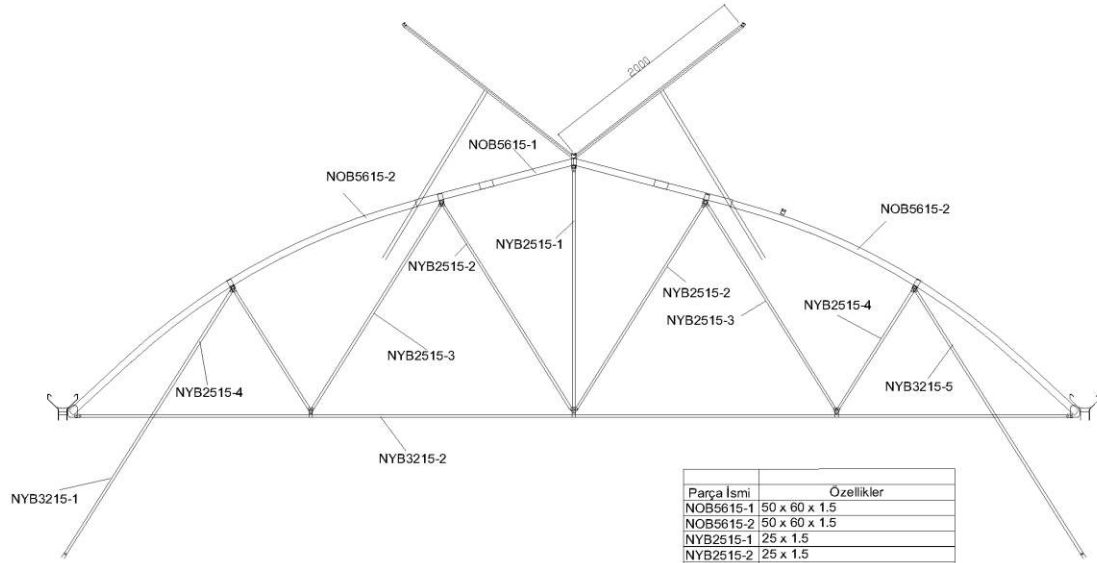 2000
NOB5615-1
NOB5615-2
NOB5615-2
NYB2515-1
NYB2515-2
NYB2515-2
NYB2515-3
NYB2515-4
NYB2515-3
NYB2515-4
NYB3215-5
NYB3215-2
NYB3215-1
Parça İsmi Özellikler
NOB5615-1 50 x 60 x 1.5
NOB5615-2 50 x 60 x 1.5
NYB2515-1 25 x 1.5
NYB2515-2 25 x 1.5